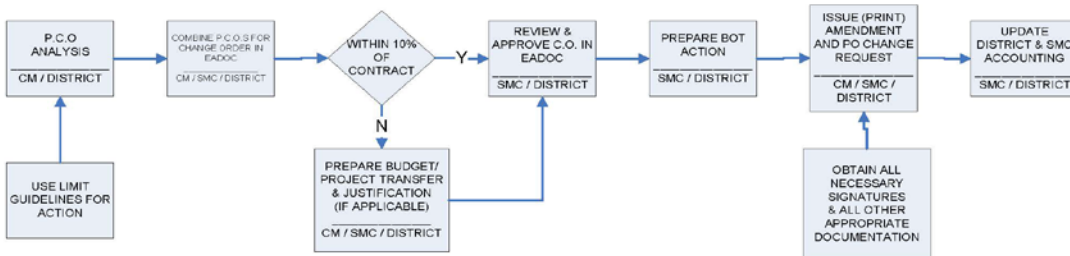 P.C.O
ANALYSIS
CM / DISTRICT
USE LIMIT
GUIDELINES FOR
ACTION
COMBINE P.C.O.S FOR
CHANGE ORDER IN
EADOC
CM / SMC / DISTRICT
WITHIN 10%
OF
CONTRACT
Y
N
PREPARE BUDGET/
PROJECT TRANSFER
& JUSTIFICATION
(IF APPLICABLE)
CM / SMC / DISTRICT
REVIEW &
APPROVE C.O. IN
EADOC
SMC / DISTRICT
PREPARE BOT
ACTION
SMC / DISTRICT
ISSUE (PRINT)
AMENDMENT
AND PO CHANGE
REQUEST
CM / SMC /
DISTRICT
OBTAIN ALL
NECESSARY
SIGNATURES
& ALL OTHER
APPROPRIATE
DOCUMENTATION
UPDATE
DISTRICT & SMC
ACCOUNTING
SMC / DISTRICT